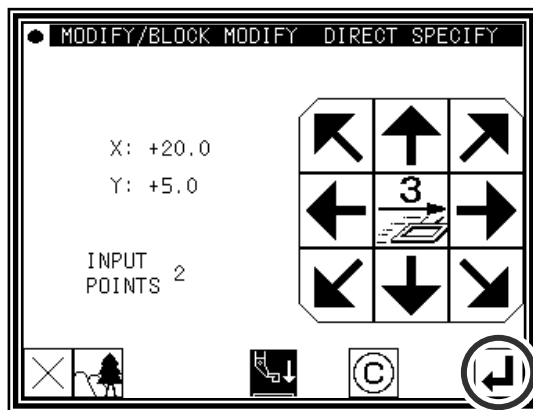 MODIFY/BLOCK MODIFY DIRECT SPECIFY
X: +20.0
Y: +5.0
3
INPUT
POINTS 2
C